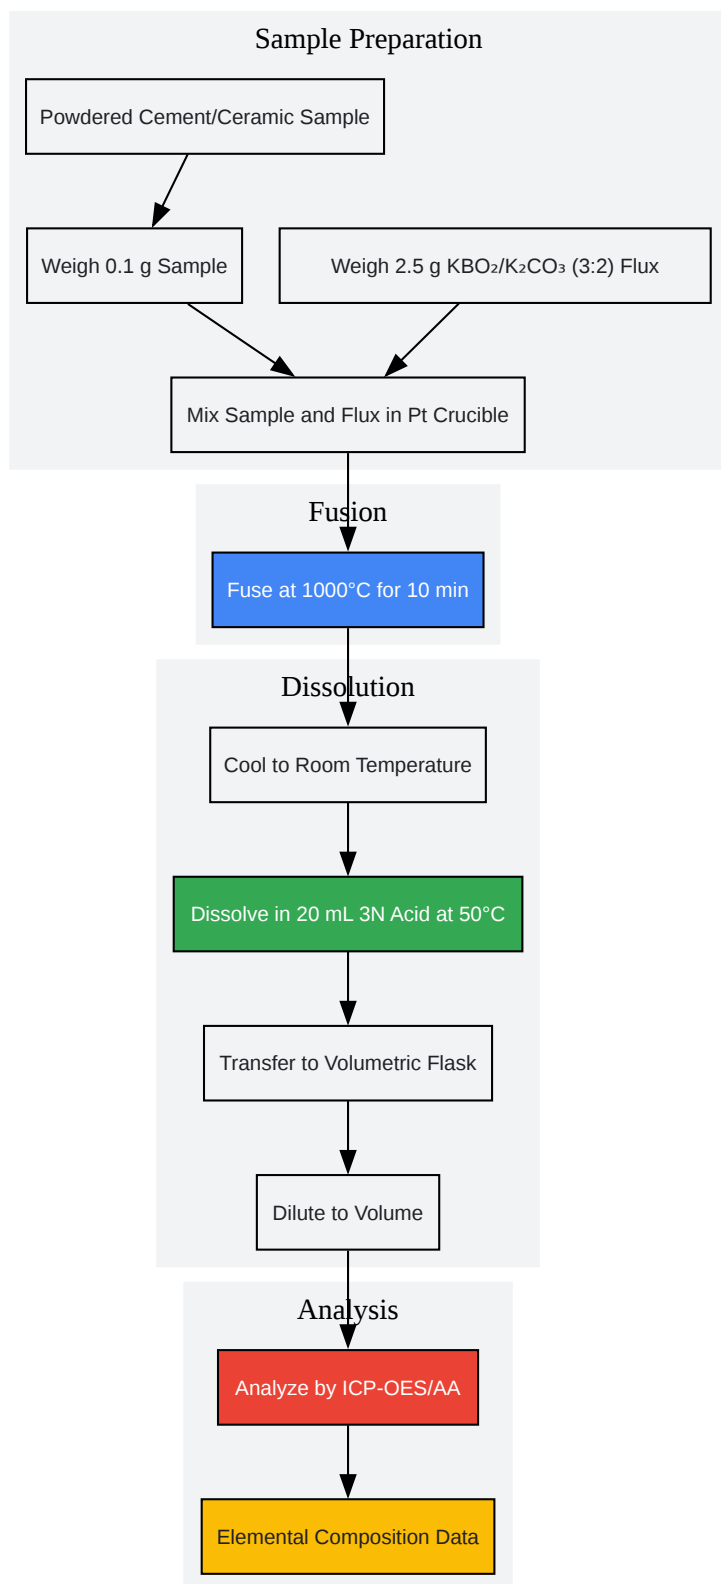 Sample Preparation
Powdered Cement/Ceramic Sample
Weigh 0.1 g Sample
Weigh 2.5 g KBO₂/K₂CO₃ (3:2) Flux
Mix Sample and Flux in Pt Crucible
Fusion
Fuse at 1000°C for 10 min
Dissolution
Cool to Room Temperature
Dissolve in 20 mL 3N Acid at 50°C
Transfer to Volumetric Flask
Dilute to Volume
Analysis
Analyze by ICP-OES/AA
Elemental Composition Data